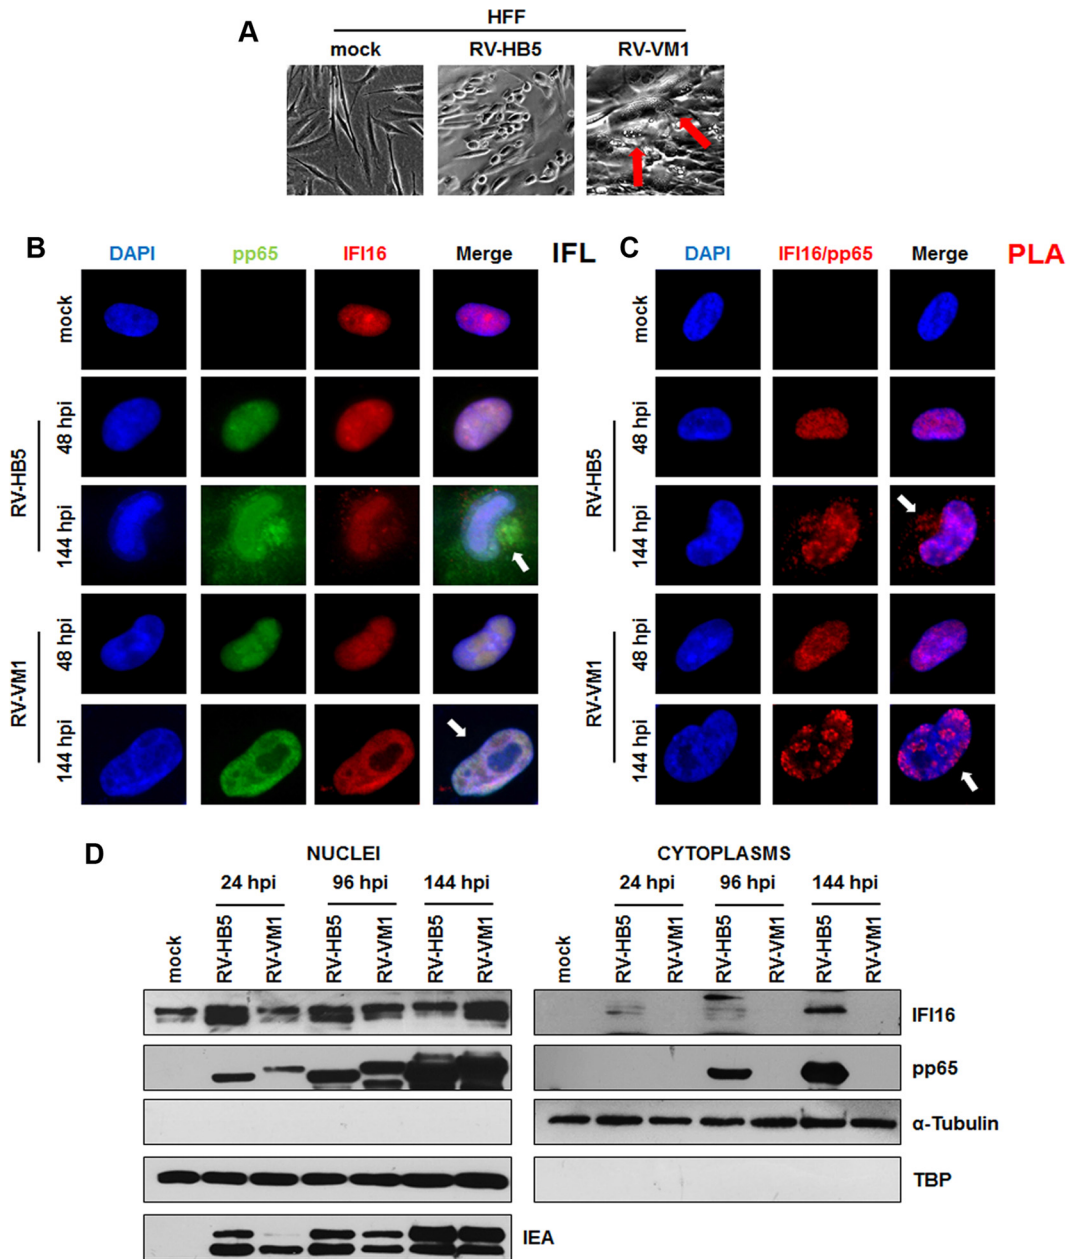 A
HFF
mock RV-HB5 RV-VM1
B
DAPI pp65 IFI16 Merge IFL
mock
RV-HB5
48 hpi
144 hpi
RV-VM1
48 hpi
144 hpi
C
DAPI IFI16/pp65 Merge PLA
mock
RV-HB5
48 hpi
144 hpi
RV-VM1
48 hpi
144 hpi
D
NUCLEI CYTOPLASMS
24 hpi 96 hpi 144 hpi 24 hpi 96 hpi 144 hpi
mock RV-HB5 RV-VM1 RV-HB5 RV-VM1 RV-HB5 RV-VM1 mock RV-HB5 RV-VM1 RV-HB5 RV-VM1 RV-HB5 RV-VM1
IFI16
pp65
α-Tubulin
TBP
IEA